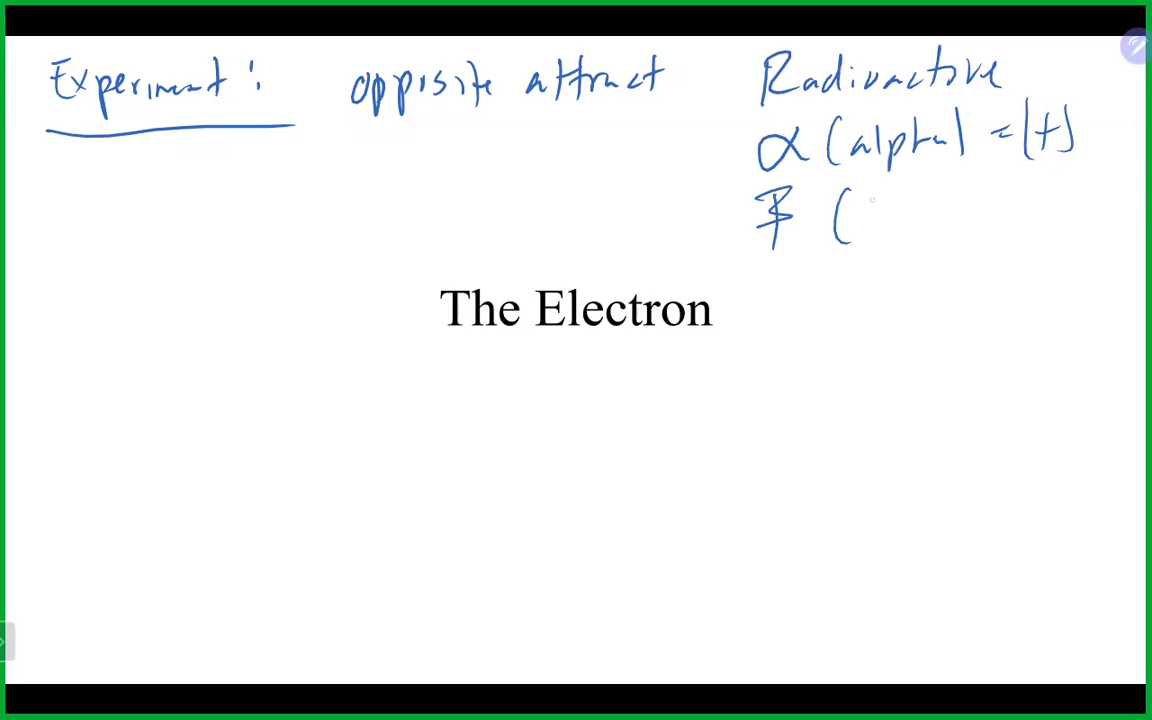 Experiment: opposite attract Radioactive
α (alpha) = (+)
β (
The Electron